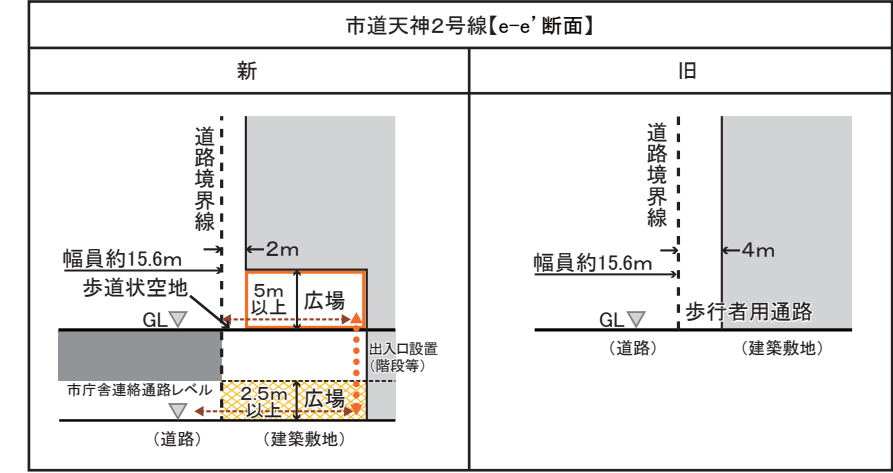 市道天神2号線【e-e’断面】
新
旧
道路境界線
2m
幅員約15.6m
歩道状空地
5m
以上
広場
GL
出入口設置
(階段等)
市庁舎連絡通路レベル
2.5m
以上
広場
(道路)
(建築敷地)
道路境界線
4m
幅員約15.6m
歩行者用通路
GL
(道路)
(建築敷地)